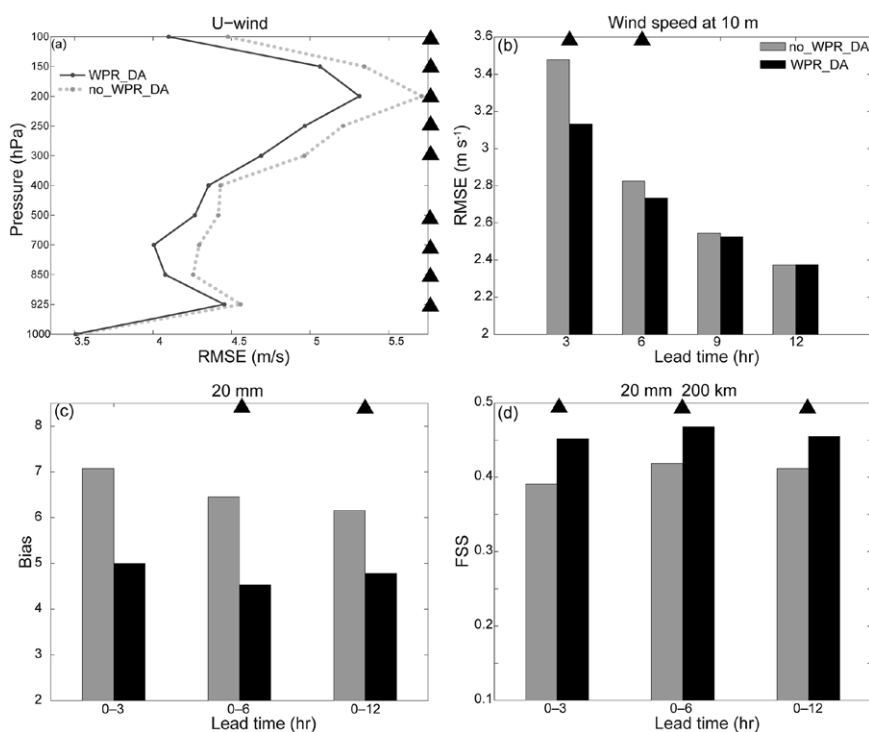 U−wind
(a)
100
150
200
250
300
400
500
700
850
925
1000
Pressure (hPa)
WPR_DA
no_WPR_DA
3.5 4 4.5 5 5.5
RMSE (m/s)
Wind speed at 10 m
(b)
3.6
3.4
3.2
3
2.8
2.6
2.4
2.2
2
RMSE (m s⁻¹)
no_WPR_DA
WPR_DA
3 6 9 12
Lead time (hr)
20 mm
(c)
8
7
6
5
4
3
2
Bias
0−3 0−6 0−12
Lead time (hr)
20 mm 200 km
(d)
0.5
0.4
0.3
0.2
0.1
FSS
0−3 0−6 0−12
Lead time (hr)